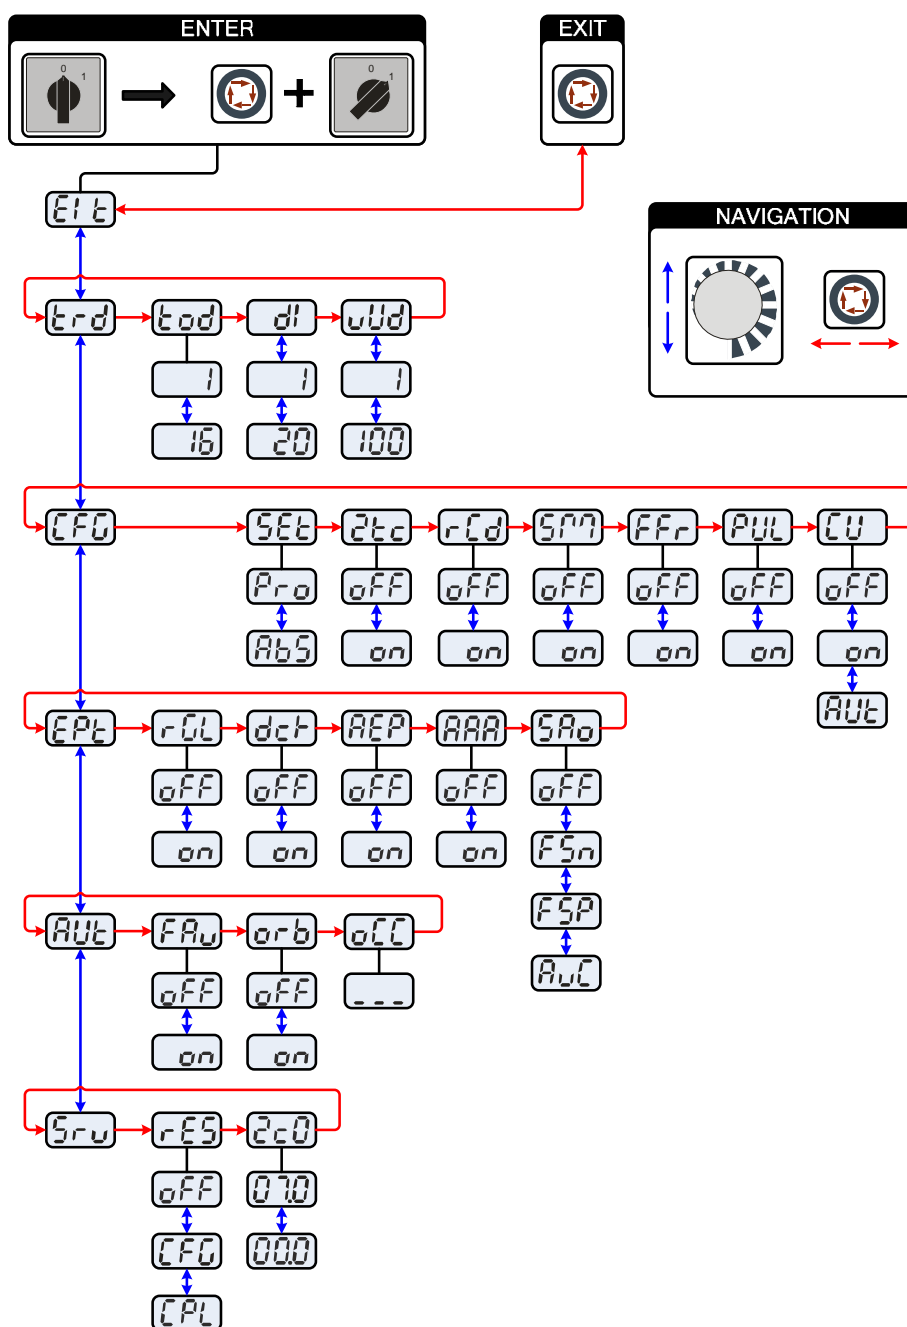 ENTER EXIT
0 1 + 0 1
EIt
NAVIGATION
trd tod dI uUd
1 1 1
16 20 100
CFG SEt 2tc rCd SM FFr PUL CU
Pro oFF oFF oFF oFF oFF oFF
AbS on on on on on on
AUt
EPt rGL dct AEP AAA SAo
oFF oFF oFF oFF oFF
on on on on FSn
FSP
AuC
AUt FAu orb oCC
oFF oFF _ _ _
on on
Sru rES 2c0
oFF 07.0
CFG 00.0
CPL